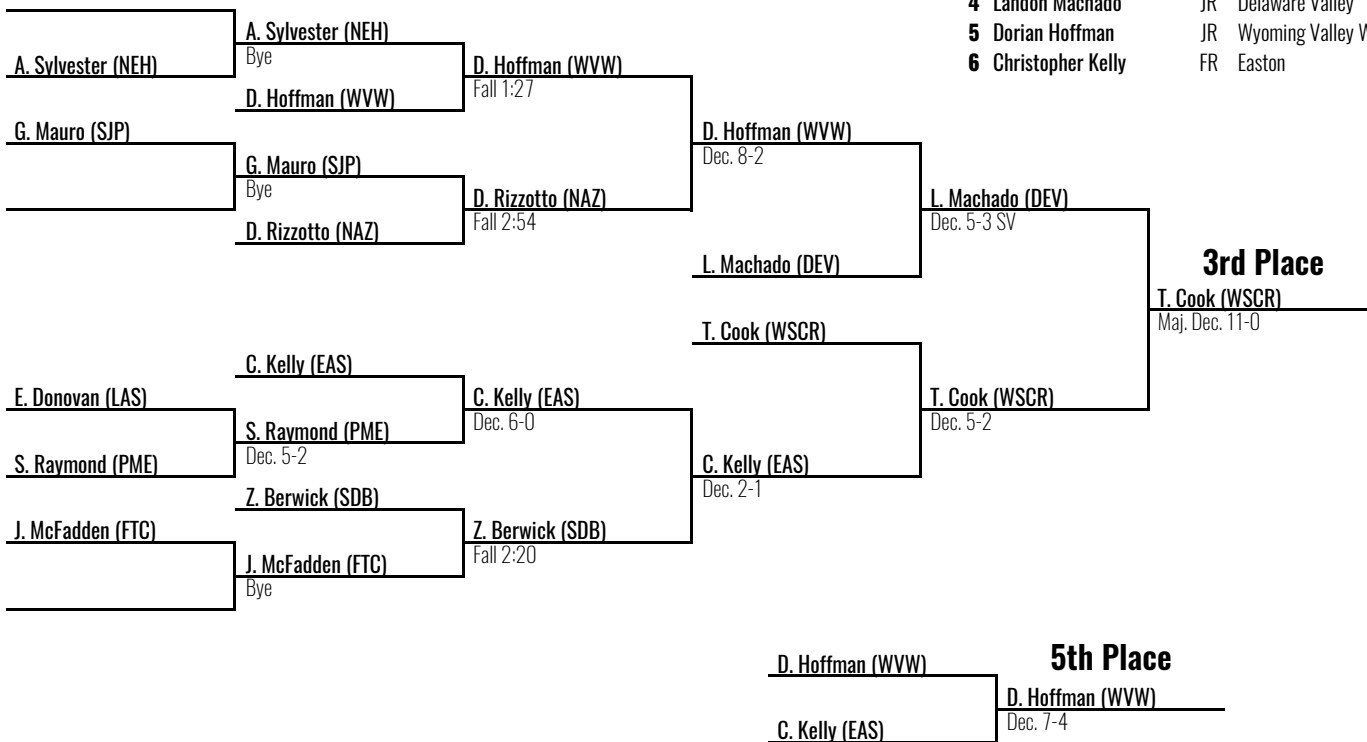 4 Landon Machado JR Delaware Valley
5 Dorian Hoffman JR Wyoming Valley W
6 Christopher Kelly FR Easton
A. Sylvester (NEH)
Bye
A. Sylvester (NEH)
D. Hoffman (WVW)
Fall 1:27
D. Hoffman (WVW)
G. Mauro (SJP)
D. Hoffman (WVW)
Dec. 8-2
G. Mauro (SJP)
Bye
D. Rizzotto (NAZ)
Fall 2:54
L. Machado (DEV)
Dec. 5-3 SV
D. Rizzotto (NAZ)
L. Machado (DEV)
3rd Place
T. Cook (WSCR)
Maj. Dec. 11-0
T. Cook (WSCR)
C. Kelly (EAS)
E. Donovan (LAS)
C. Kelly (EAS)
Dec. 6-0
T. Cook (WSCR)
Dec. 5-2
S. Raymond (PME)
Dec. 5-2
S. Raymond (PME)
C. Kelly (EAS)
Dec. 2-1
Z. Berwick (SDB)
J. McFadden (FTC)
Z. Berwick (SDB)
Fall 2:20
J. McFadden (FTC)
Bye
5th Place
D. Hoffman (WVW)
D. Hoffman (WVW)
Dec. 7-4
C. Kelly (EAS)